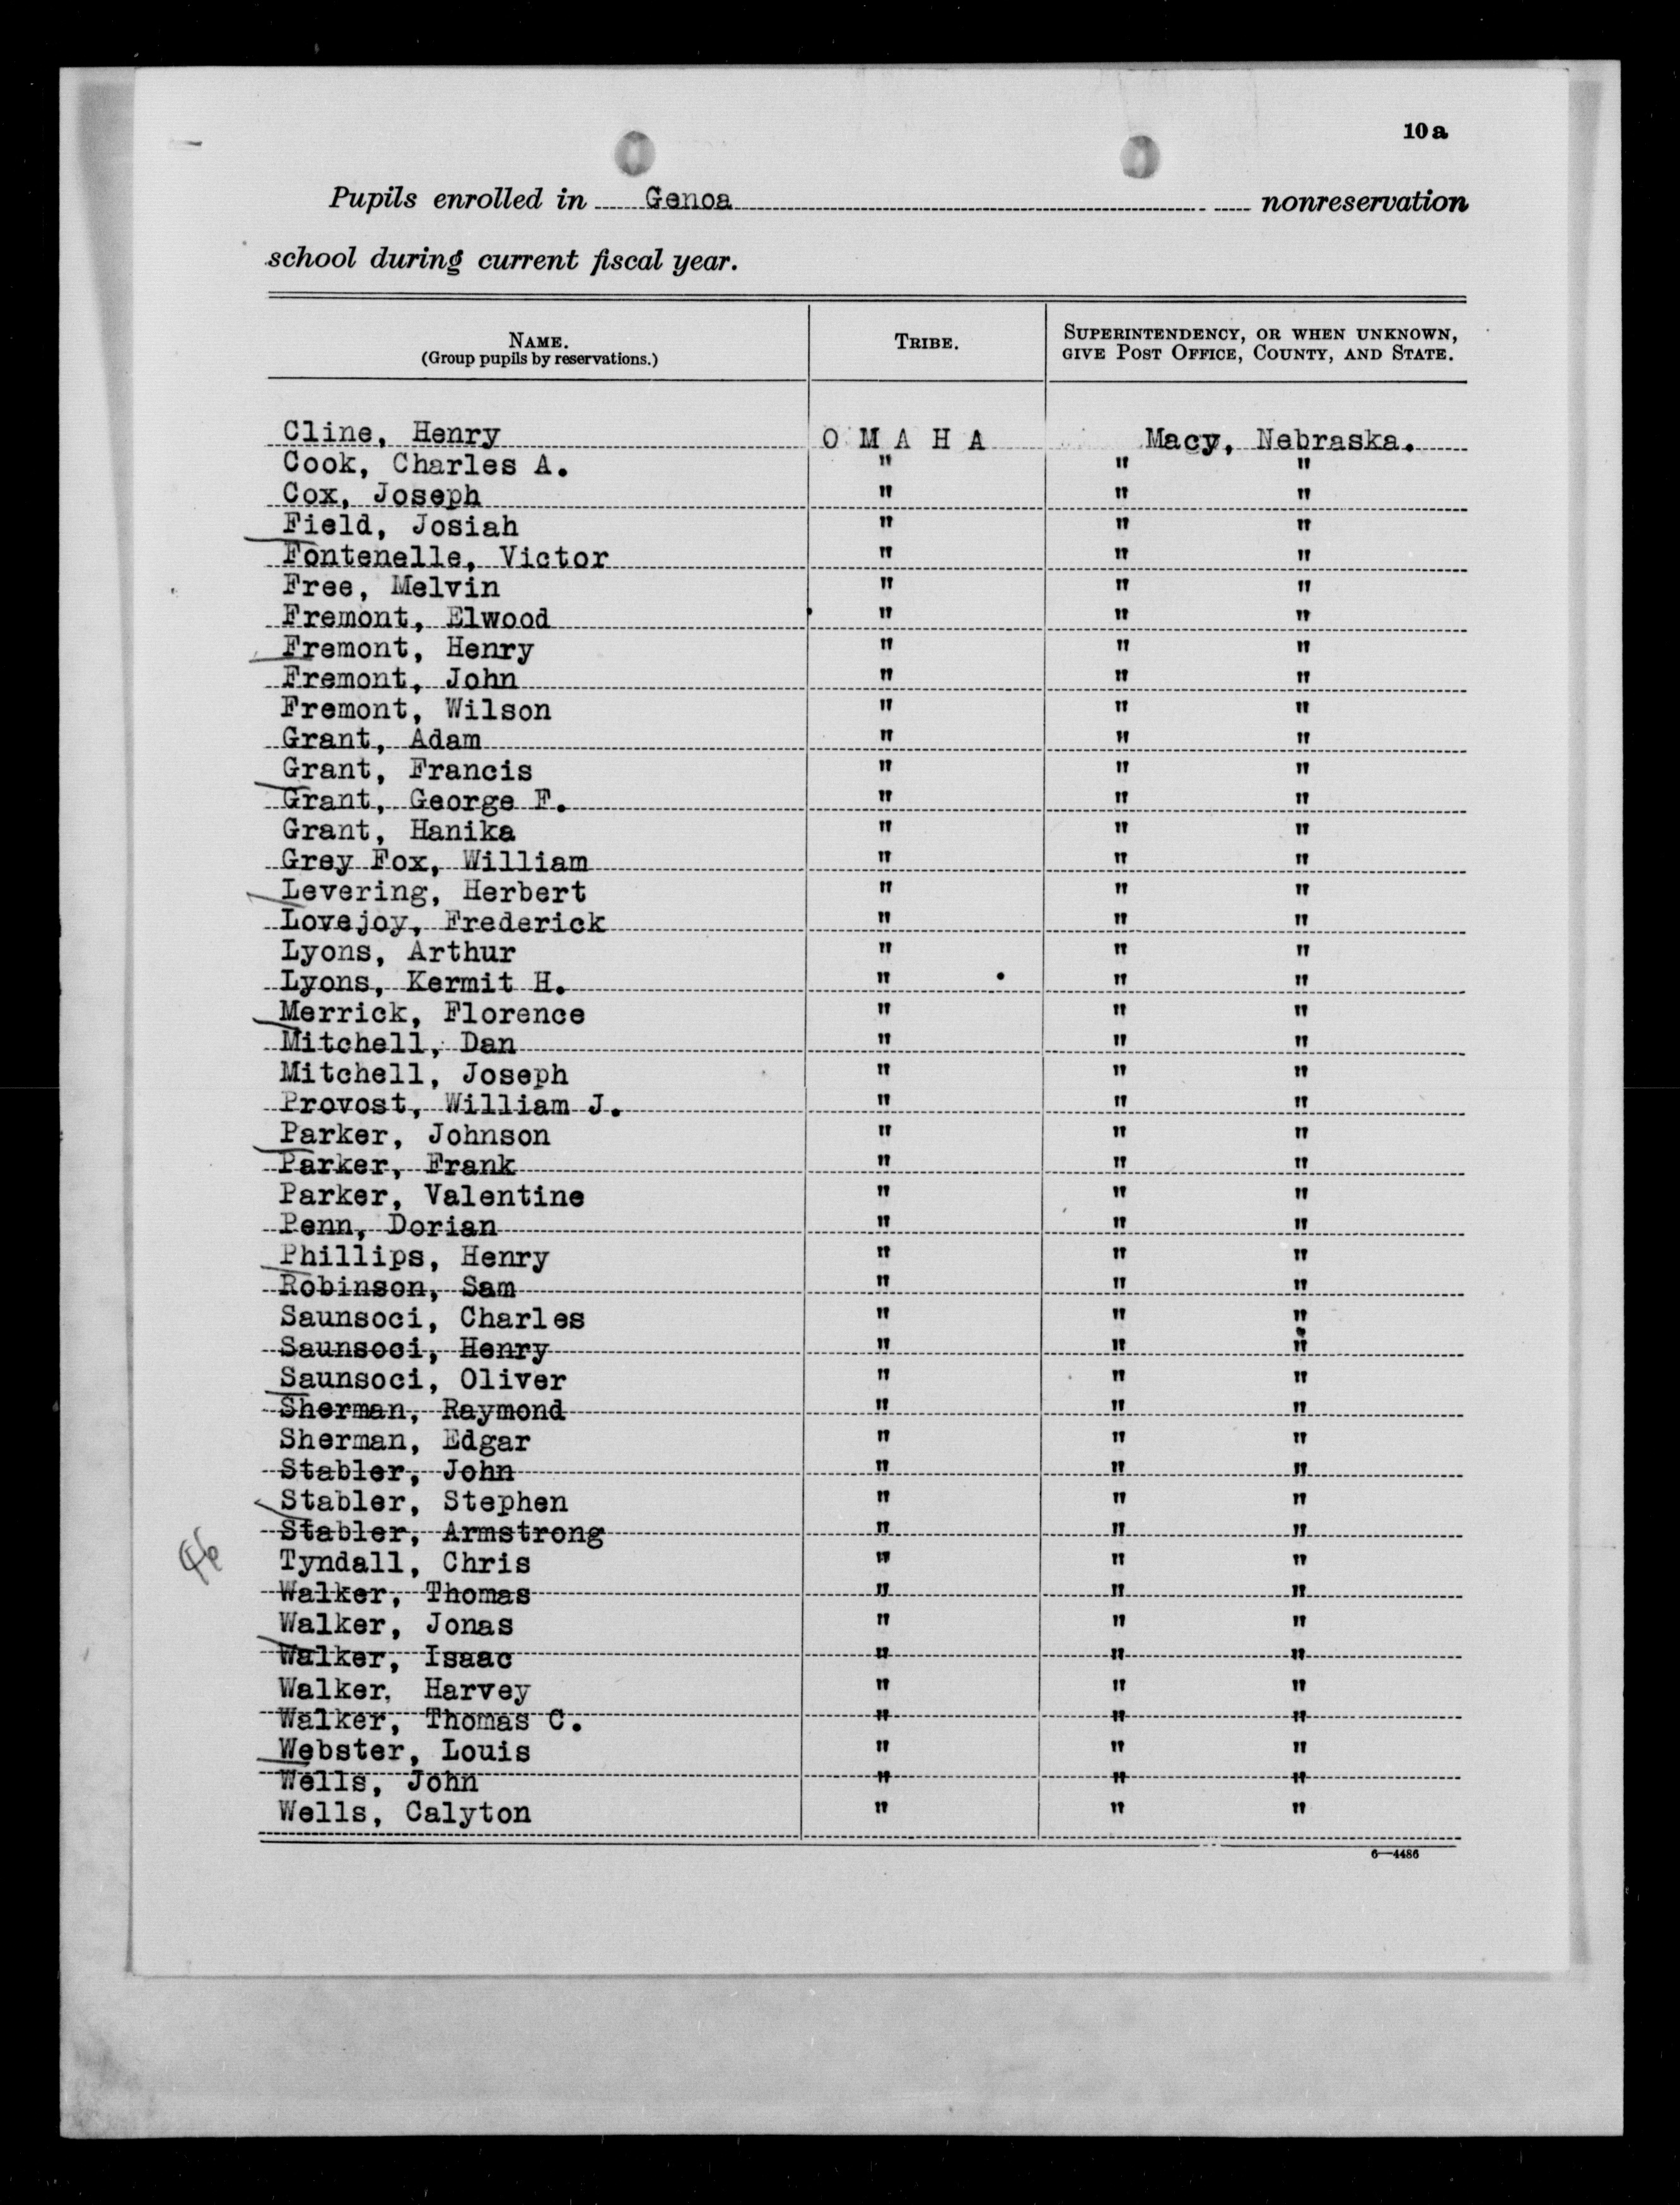 10a
Pupils enrolled in Genoa nonreservation
school during current fiscal year.
NAME. TRIBE. SUPERINTENDENCY, OR WHEN UNKNOWN,
(Group pupils by reservations.) GIVE POST OFFICE, COUNTY, AND STATE.
Cline, Henry O M A H A Macy, Nebraska.
Cook, Charles A. " " "
Cox, Joseph " " "
Field, Josiah " " "
Fontenelle, Victor " " "
Free, Melvin " " "
Fremont, Elwood " " "
Fremont, Henry " " "
Fremont, John " " "
Fremont, Wilson " " "
Grant, Adam " " "
Grant, Francis " " "
Grant, George F. " " "
Grant, Hanika " " "
Grey Fox, William " " "
Levering, Herbert " " "
Lovejoy, Frederick " " "
Lyons, Arthur " " "
Lyons, Kermit H. " " "
Merrick, Florence " " "
Mitchell, Dan " " "
Mitchell, Joseph " " "
Provost, William J. " " "
Parker, Johnson " " "
Parker, Frank " " "
Parker, Valentine " " "
Penn, Dorian " " "
Phillips, Henry " " "
Robinson, Sam " " "
Saunsoci, Charles " " "
Saunsoci, Henry " " "
Saunsoci, Oliver " " "
Sherman, Raymond " " "
Sherman, Edgar " " "
Stabler, John " " "
Stabler, Stephen " " "
Stabler, Armstrong " " "
46
Tyndall, Chris " " "
Walker, Thomas " " "
Walker, Jonas " " "
Walker, Isaac " " "
Walker, Harvey " " "
Walker, Thomas C. " " "
Webster, Louis " " "
Wells, John " " "
Wells, Calyton " " "
6—4486